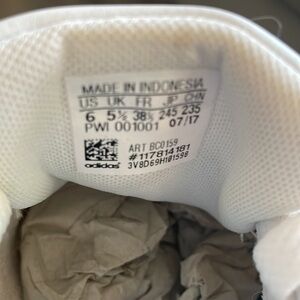 MADE IN INDONESIA
US UK FR JP CHN
6 5½ 38⅔ 245 235
PWI 001001 07/17
ART BC0159
#117814181
adidas 3V8D69H101598